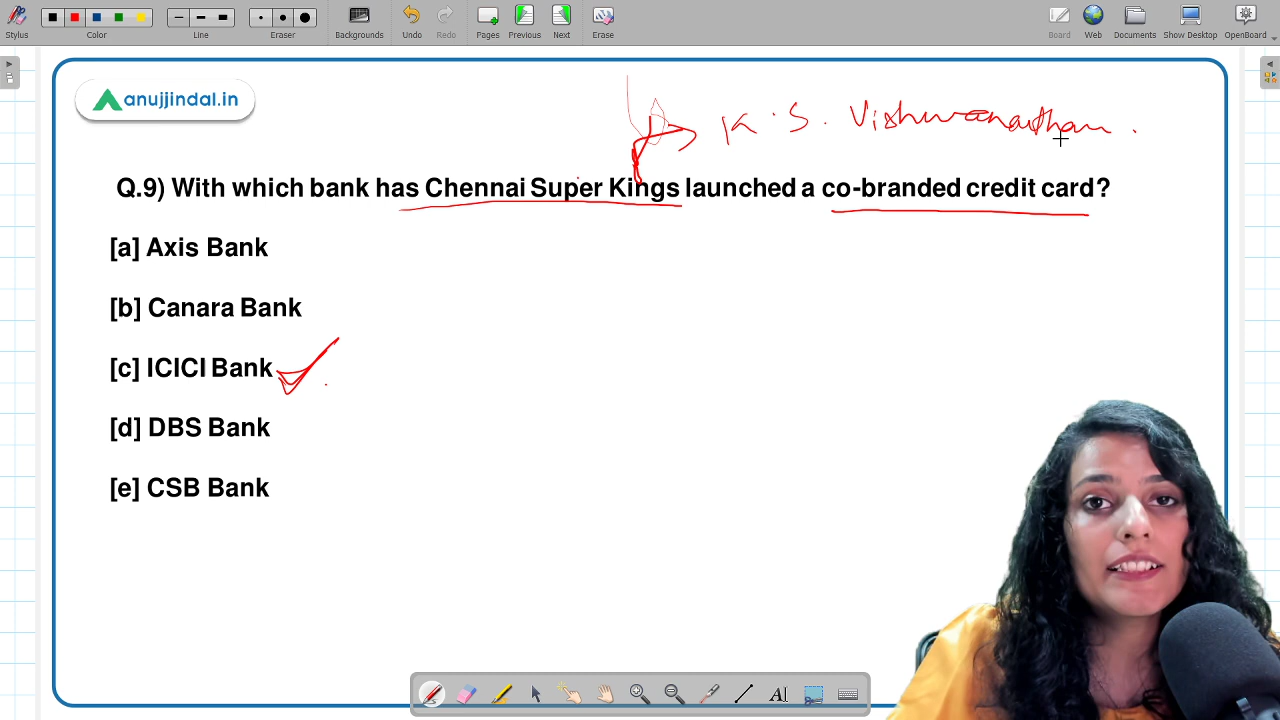 Stylus Color Line Eraser Backgrounds Undo Redo Pages Previous Next Erase Board Web Documents Show Desktop OpenBoard
anujjindal.in
K. S. Vishwanathan.
Q.9) With which bank has Chennai Super Kings launched a co-branded credit card?
[a] Axis Bank
[b] Canara Bank
[c] ICICI Bank
[d] DBS Bank
[e] CSB Bank